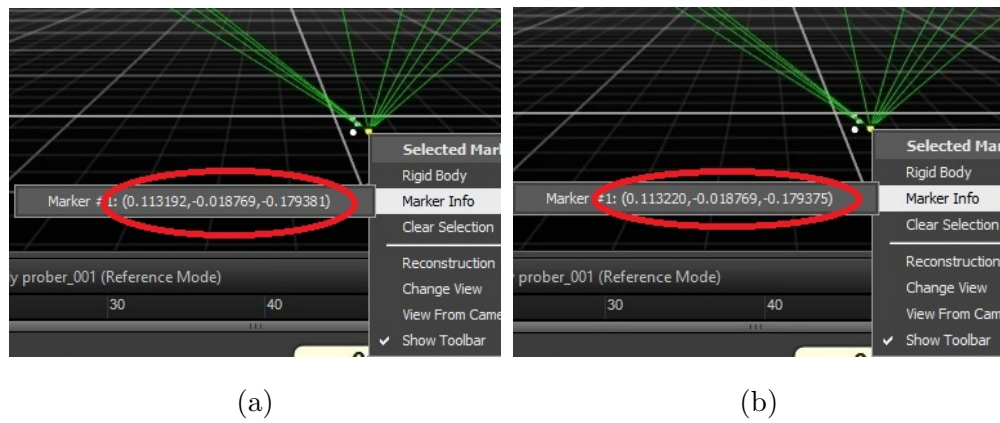 Selected Mar
Rigid Body
Marker #1: (0.113192,-0.018769,-0.179381)
Marker Info
Clear Selection
Reconstruction
y prober_001 (Reference Mode)
Change View
30
40
View From Came
Show Toolbar
(a)
Selected Ma
Rigid Body
Marker #1: (0.113220,-0.018769,-0.179375)
Marker Info
Clear Selection
Reconstruction
prober_001 (Reference Mode)
Change View
30
40
View From Cam
Show Toolbar
(b)